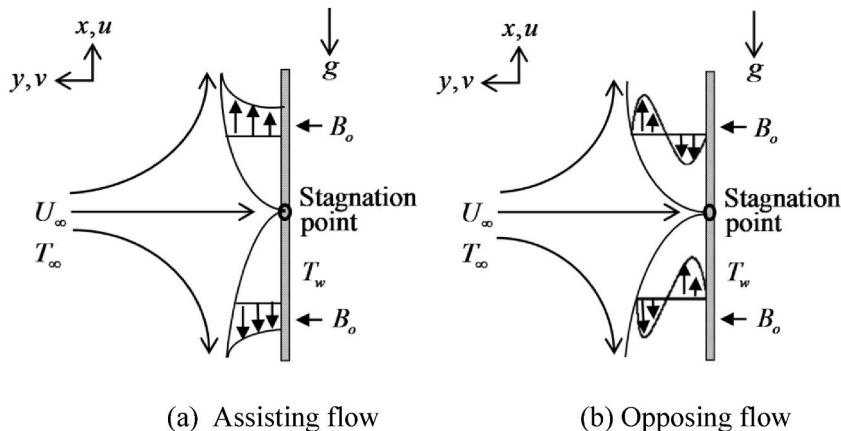 x,u
g
y,v
B_o
Stagnation
point
U_∞
T_∞
T_w
B_o
(a) Assisting flow
x,u
g
y,v
B_o
Stagnation
point
U_∞
T_∞
T_w
B_o
(b) Opposing flow